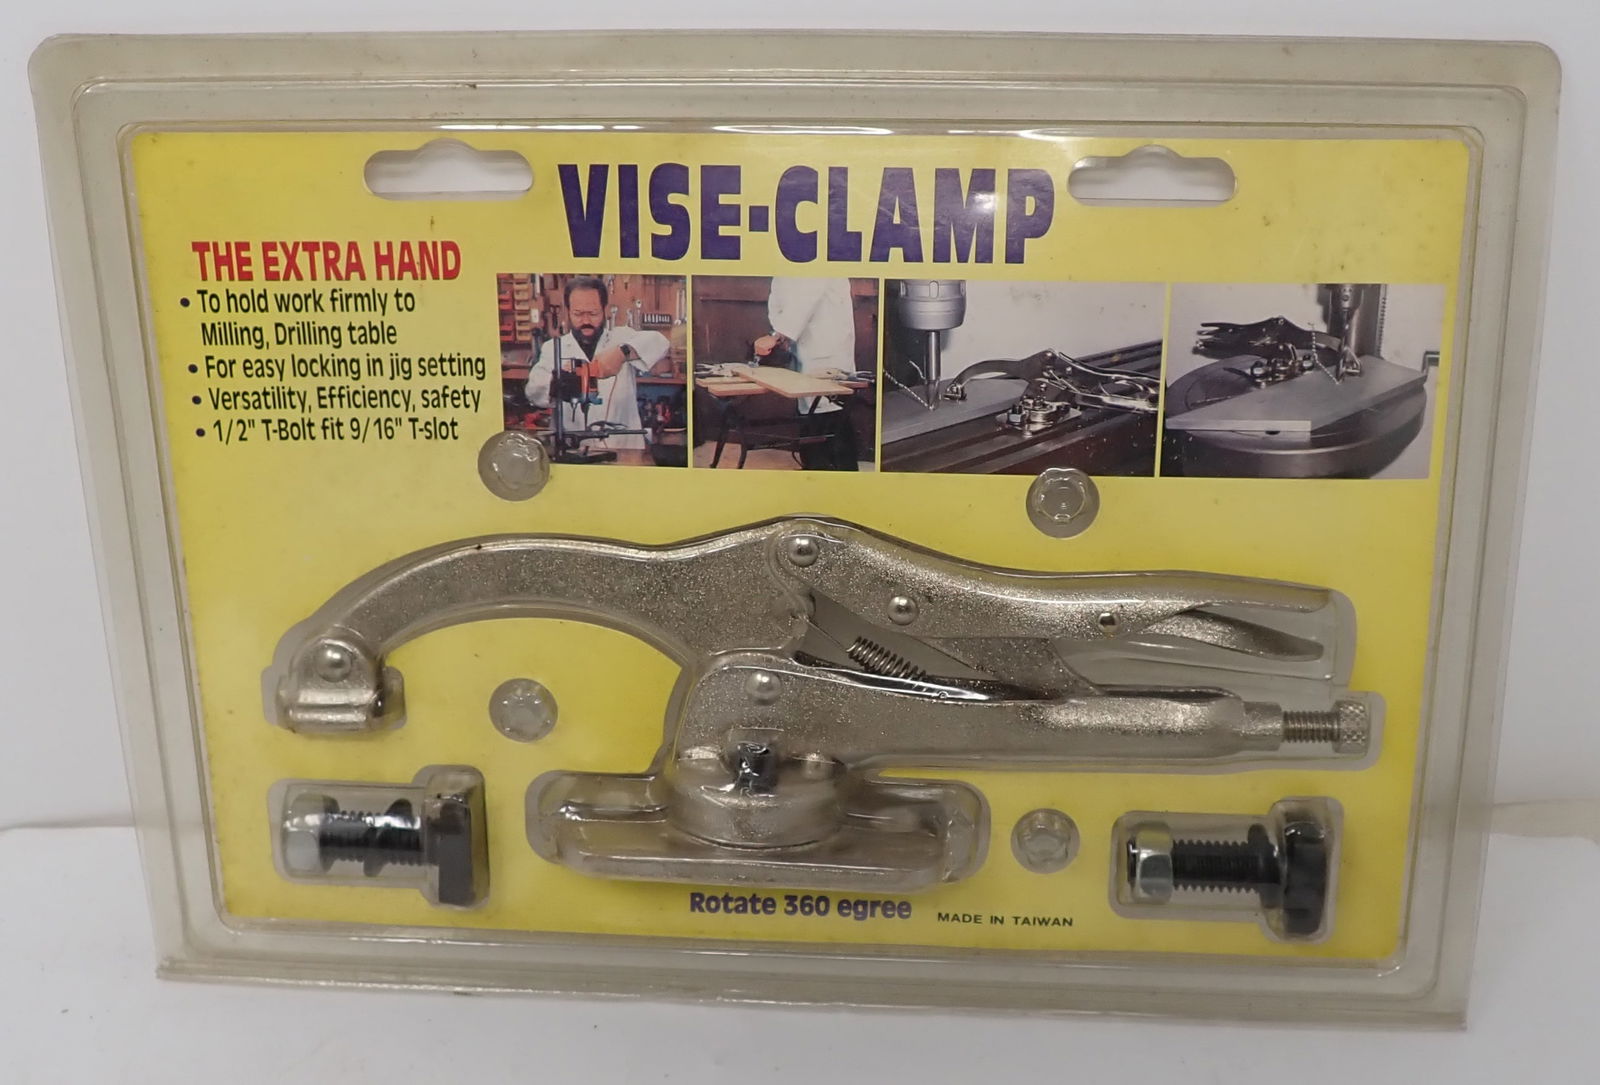 VISE-CLAMP
THE EXTRA HAND
• To hold work firmly to
Milling, Drilling table
• For easy locking in jig setting
• Versatility, Efficiency, safety
• 1/2" T-Bolt fit 9/16" T-slot
Rotate 360 egree
MADE IN TAIWAN